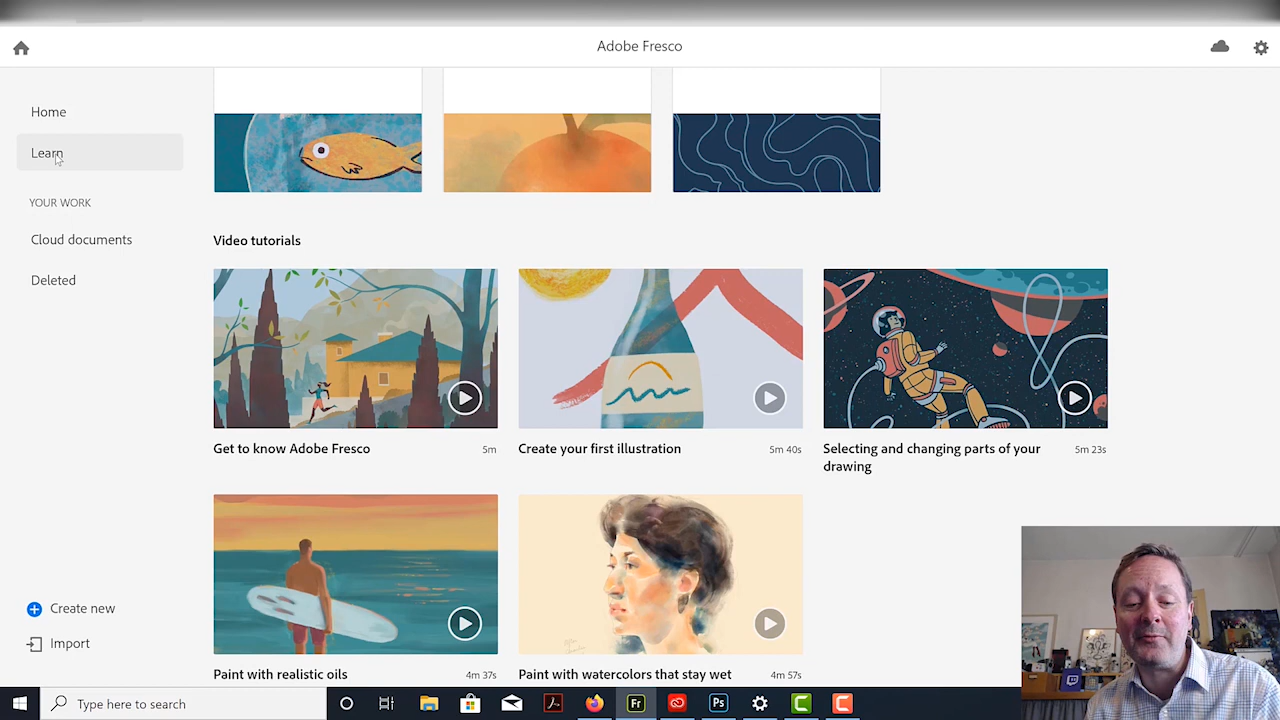 Adobe Fresco
Home
Learn
YOUR WORK
Cloud documents
Deleted
Create new
Import
Video tutorials
Get to know Adobe Fresco 5m
Create your first illustration 5m 40s
Selecting and changing parts of your 5m 23s
drawing
Paint with realistic oils 4m 37s
Paint with watercolors that stay wet 4m 57s
Type here to search
Fr
Ps